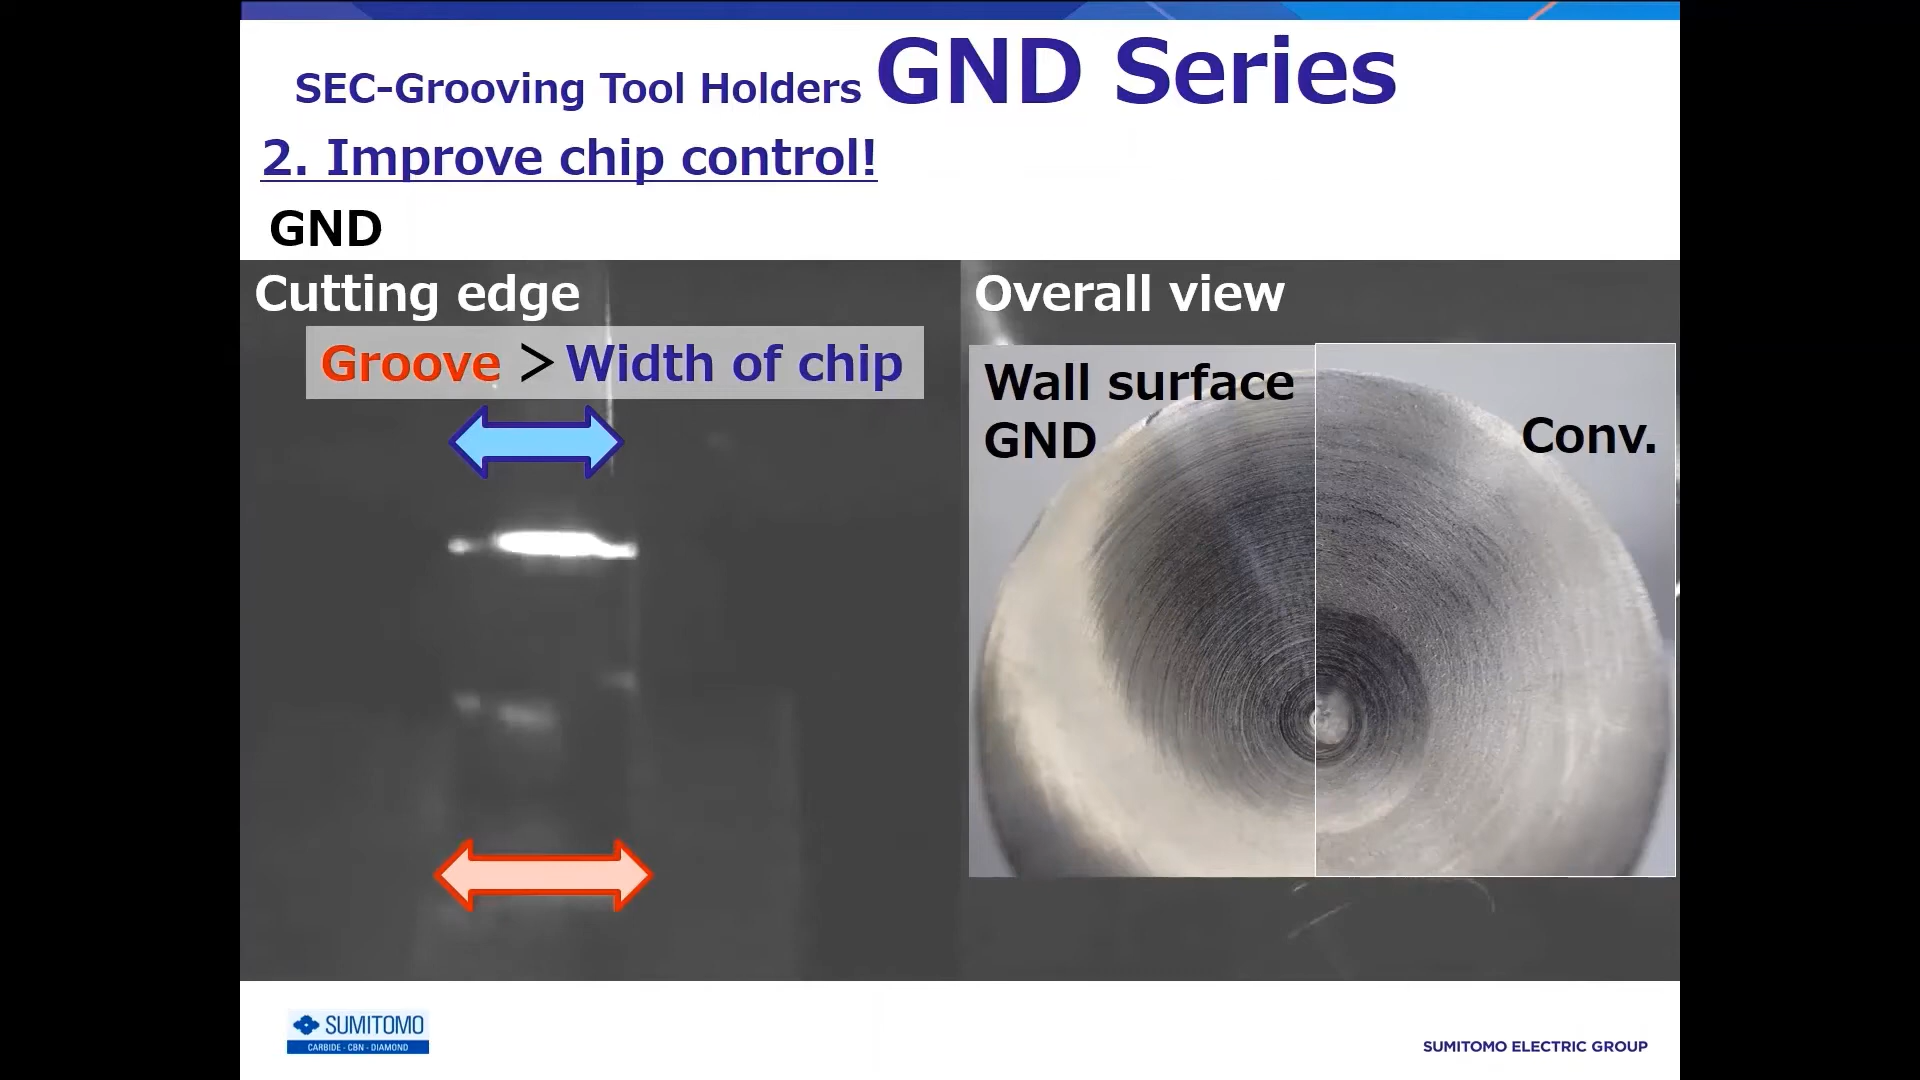 SEC-Grooving Tool Holders GND Series
2. Improve chip control!
GND
Cutting edge
Groove > Width of chip
Overall view
Wall surface
GND
Conv.
SUMITOMO
CARBIDE - CBN - DIAMOND
SUMITOMO ELECTRIC GROUP